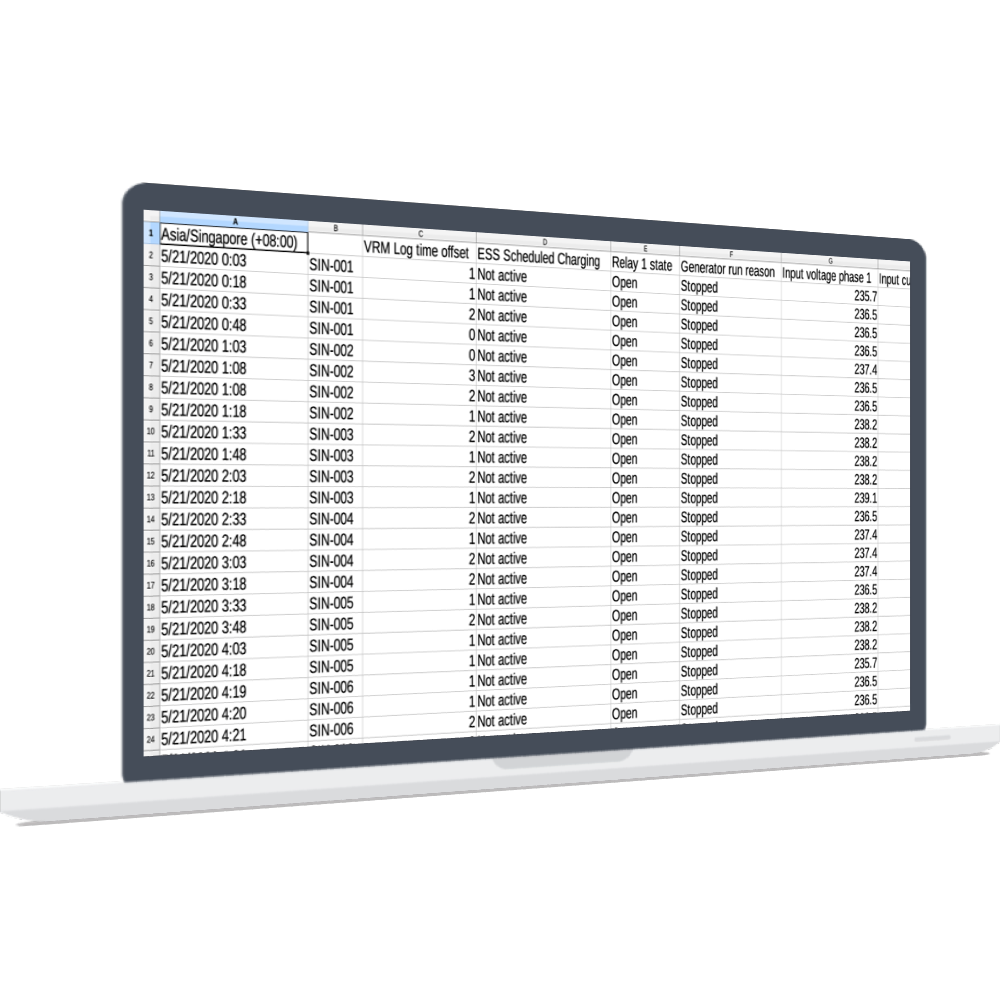 A B C D E F G
1 Asia/Singapore (+08:00) VRM Log time offset ESS Scheduled Charging Relay 1 state Generator run reason Input voltage phase 1 Input cu
2 5/21/2020 0:03 SIN-001 1 Not active Open Stopped 235.7
3 5/21/2020 0:18 SIN-001 1 Not active Open Stopped 236.5
4 5/21/2020 0:33 SIN-001 2 Not active Open Stopped 236.5
5 5/21/2020 0:48 SIN-001 0 Not active Open Stopped 236.5
6 5/21/2020 1:03 SIN-002 0 Not active Open Stopped 237.4
7 5/21/2020 1:08 SIN-002 3 Not active Open Stopped 236.5
8 5/21/2020 1:08 SIN-002 2 Not active Open Stopped 236.5
9 5/21/2020 1:18 SIN-002 1 Not active Open Stopped 238.2
10 5/21/2020 1:33 SIN-003 2 Not active Open Stopped 238.2
11 5/21/2020 1:48 SIN-003 1 Not active Open Stopped 238.2
12 5/21/2020 2:03 SIN-003 2 Not active Open Stopped 238.2
13 5/21/2020 2:18 SIN-003 1 Not active Open Stopped 239.1
14 5/21/2020 2:33 SIN-004 2 Not active Open Stopped 236.5
15 5/21/2020 2:48 SIN-004 1 Not active Open Stopped 237.4
16 5/21/2020 3:03 SIN-004 2 Not active Open Stopped 237.4
17 5/21/2020 3:18 SIN-004 2 Not active Open Stopped 237.4
18 5/21/2020 3:33 SIN-005 1 Not active Open Stopped 236.5
19 5/21/2020 3:48 SIN-005 2 Not active Open Stopped 238.2
20 5/21/2020 4:03 SIN-005 1 Not active Open Stopped 238.2
21 5/21/2020 4:18 SIN-005 1 Not active Open Stopped 238.2
22 5/21/2020 4:19 SIN-006 1 Not active Open Stopped 235.7
23 5/21/2020 4:20 SIN-006 1 Not active Open Stopped 236.5
24 5/21/2020 4:21 SIN-006 2 Not active Open Stopped 236.5